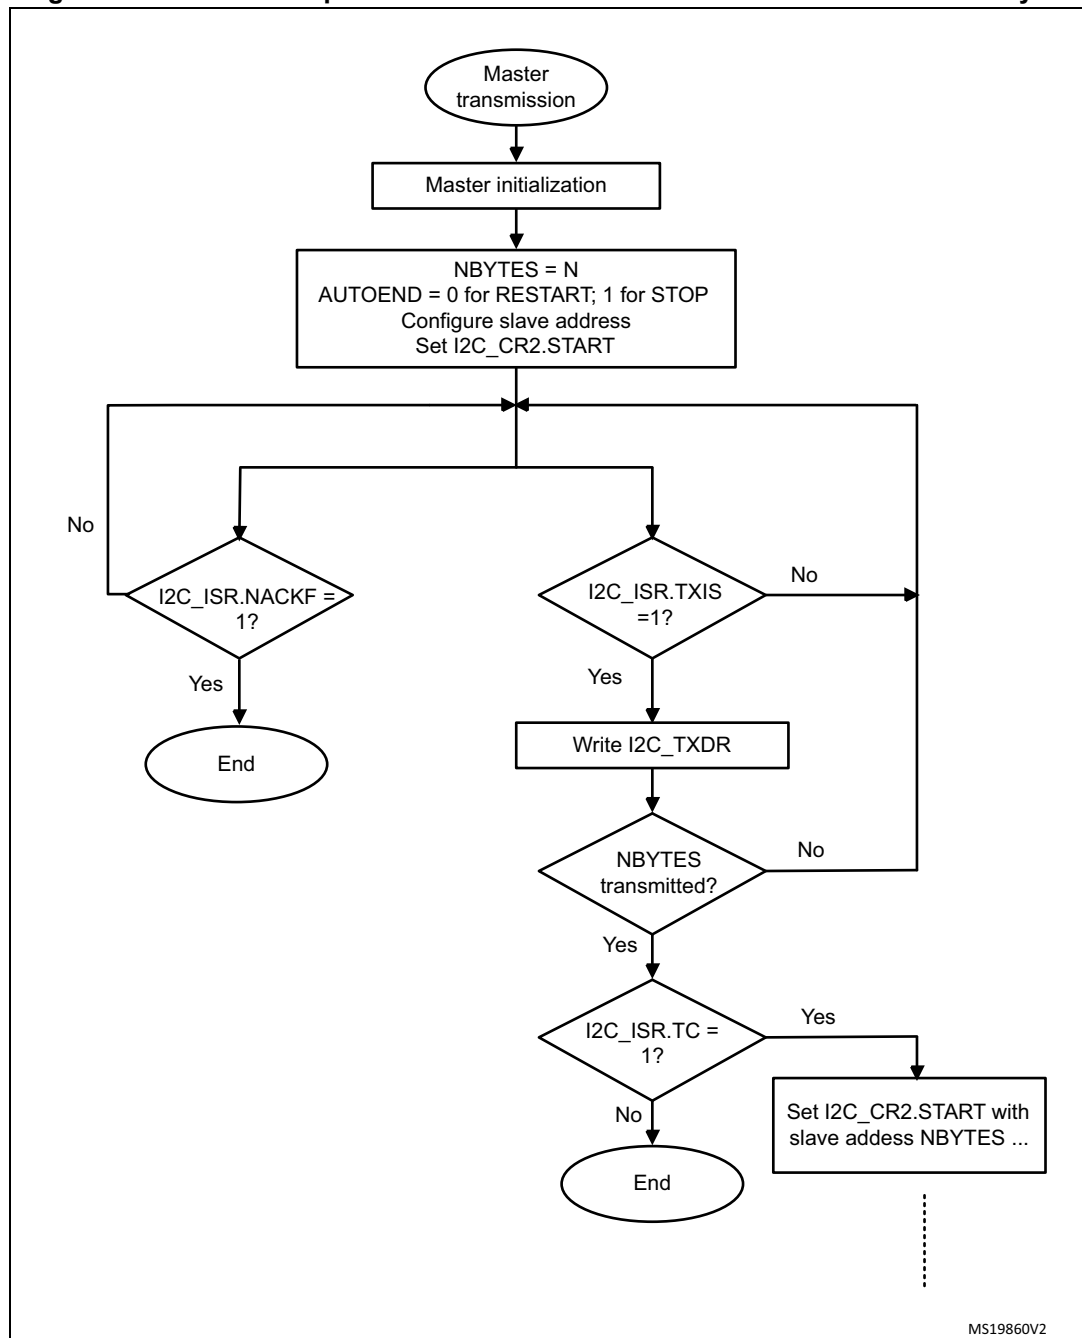 Master
transmission
Master initialization
NBYTES = N
AUTOEND = 0 for RESTART; 1 for STOP
Configure slave address
Set I2C_CR2.START
No
I2C_ISR.NACKF =
1?
Yes
End
I2C_ISR.TXIS
=1?
No
Yes
Write I2C_TXDR
NBYTES
transmitted?
No
Yes
I2C_ISR.TC =
1?
Yes
No
Set I2C_CR2.START with
slave addess NBYTES ...
End
MS19860V2